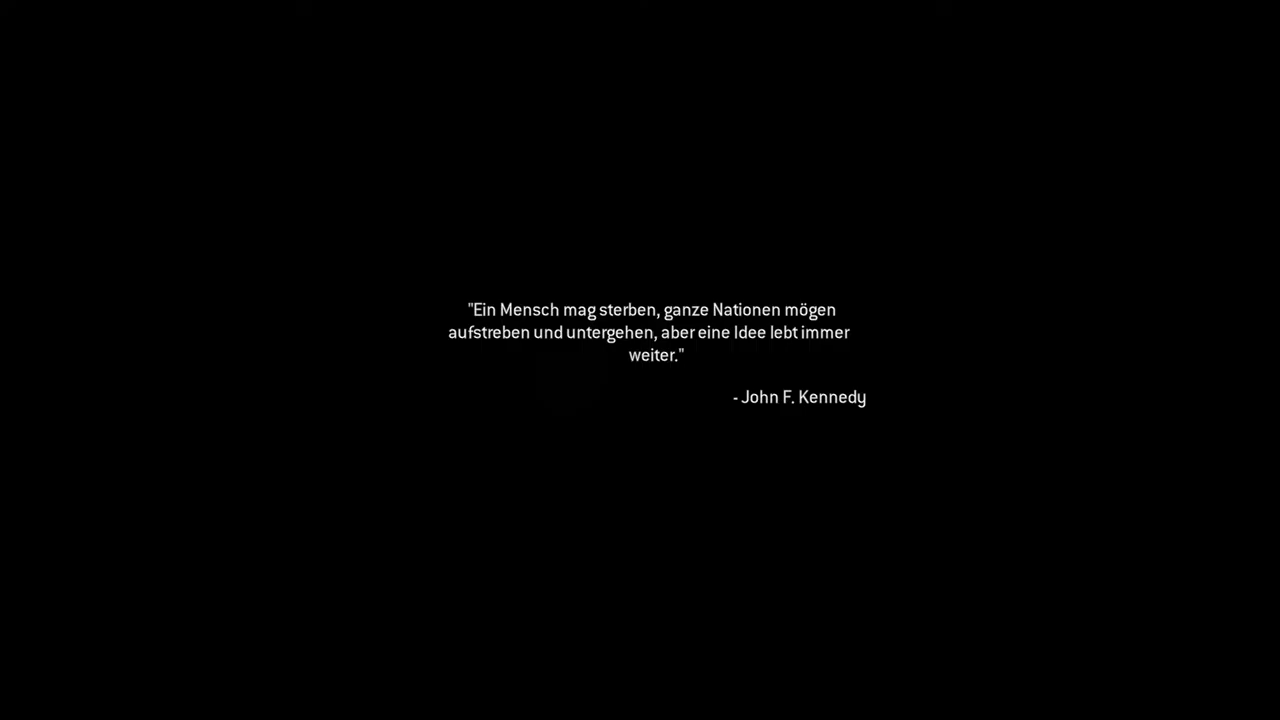 "Ein Mensch mag sterben, ganze Nationen mögen
aufstreben und untergehen, aber eine Idee lebt immer
weiter."
- John F. Kennedy